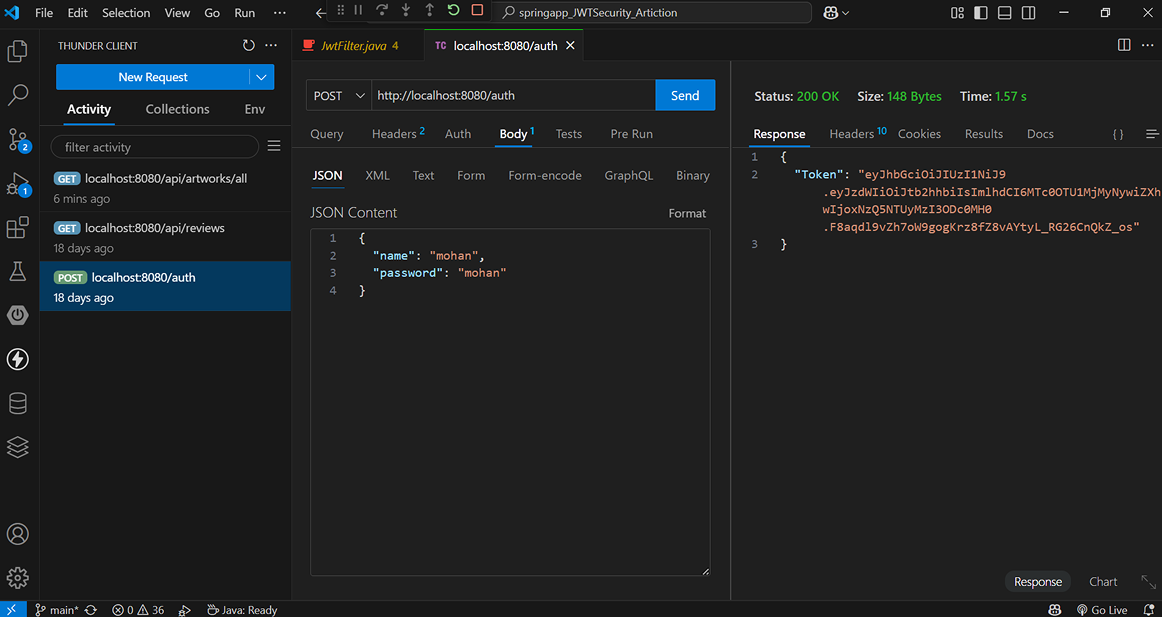 File Edit Selection View Go Run ··· springapp_JWTSecurity_Artiction
THUNDER CLIENT
New Request
Activity Collections Env
filter activity
GET localhost:8080/api/artworks/all
6 mins ago
GET localhost:8080/api/reviews
18 days ago
POST localhost:8080/auth
18 days ago
2
1
JwtFilter.java 4
TC localhost:8080/auth
POST http://localhost:8080/auth Send
Query Headers 2 Auth Body 1 Tests Pre Run
JSON XML Text Form Form-encode GraphQL Binary
JSON Content Format
1 {
2 "name": "mohan",
3 "password": "mohan"
4 }
Status: 200 OK Size: 148 Bytes Time: 1.57 s
Response Headers 10 Cookies Results Docs { }
1 {
2 "Token": "eyJhbGciOiJIUzI1NiJ9
.eyJzdWIiOiJtb2hhbiIsImlhdCI6MTc0OTU1MjMyNywiZXh
wIjoxNzQ5NTUyMzI3ODc0MH0
.F8aqdl9vZh7oW9gogKrz8fZ8vAYtyL_RG26CnQkZ_os"
3 }
Response Chart
main* 0 36 Java: Ready Go Live